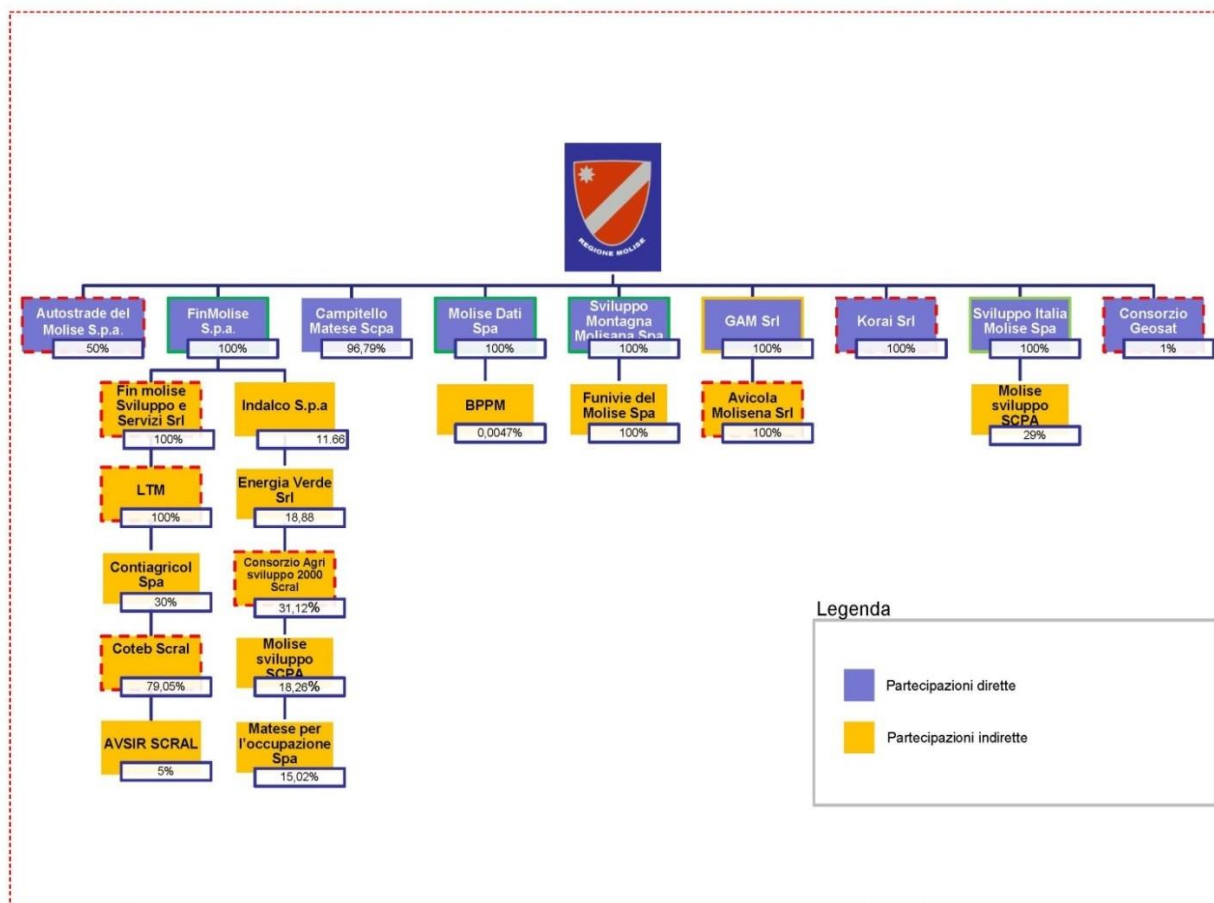 REGIONE MOLISE
Autostrade del
Molise S.p.a.
50%
FinMolise
S.p.a.
100%
Campitello
Matese Scpa
96,79%
Molise Dati
Spa
100%
Sviluppo
Montagna
Molisana Spa
100%
GAM Srl
100%
Korai Srl
100%
Sviluppo Italia
Molise Spa
100%
Consorzio
Geosat
1%
Fin molise
Sviluppo e
Servizi Srl
100%
Indalco S.p.a
11.66
BPPM
0,0047%
Funivie del
Molise Spa
100%
Avicola
Molisena Srl
100%
Molise
sviluppo
SCPA
29%
LTM
100%
Energia Verde
Srl
18,88
Contiagricol
Spa
30%
Consorzio Agri
sviluppo 2000
Scral
31,12%
Coteb Scral
79,05%
Molise
sviluppo
SCPA
18,26%
AVSIR SCRAL
5%
Matese per
l'occupazione
Spa
15,02%
Legenda
Partecipazioni dirette
Partecipazioni indirette